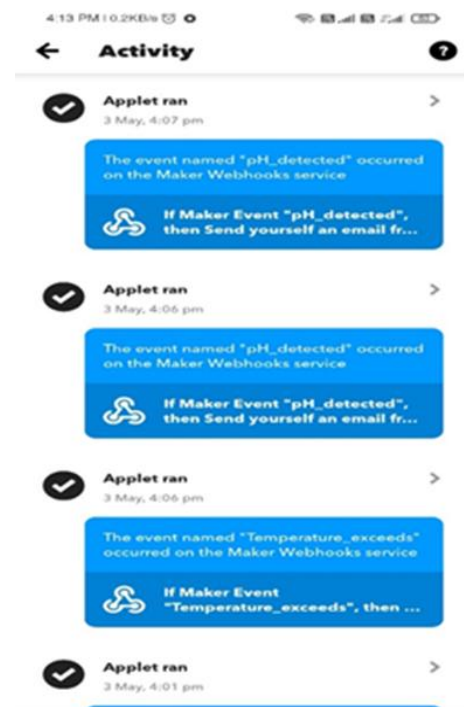 4:13 PM | 0.2KB/s
Activity
Applet ran
3 May, 4:07 pm
The event named "pH_detected" occurred
on the Maker Webhooks service
If Maker Event "pH_detected",
then Send yourself an email fr...
Applet ran
3 May, 4:06 pm
The event named "pH_detected" occurred
on the Maker Webhooks service
If Maker Event "pH_detected",
then Send yourself an email fr...
Applet ran
3 May, 4:06 pm
The event named "Temperature_exceeds"
occurred on the Maker Webhooks service
If Maker Event
"Temperature_exceeds", then ...
Applet ran
3 May, 4:01 pm